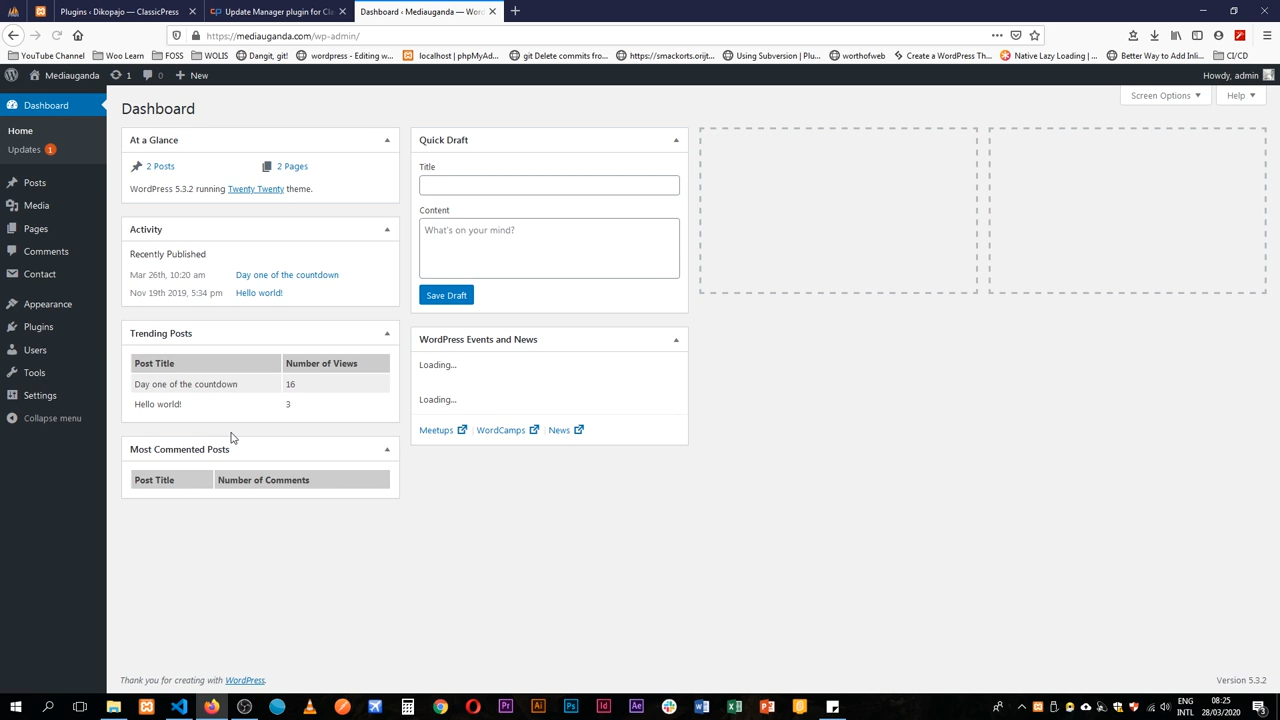 Plugins ‹ Dikopajo — ClassicPress
Update Manager plugin for Cla
Dashboard ‹ Mediauganda — Wor
https://mediauganda.com/wp-admin/
YouTube Channel
Woo Learn
FOSS
WOLIS
Dangit, git!
wordpress - Editing w...
localhost | phpMyAd...
git Delete commits fro...
https://smackorts.orijt...
Using Subversion | Plu...
worthofweb
Create a WordPress Th...
Native Lazy Loading | ...
Better Way to Add Inli...
CI/CD
Mediauganda
1
0
New
Howdy, admin
Dashboard
Home
Updates 1
Posts
Media
Pages
Comments
Contact
Appearance
Plugins
Users
Tools
Settings
Collapse menu
Dashboard
Screen Options
Help
At a Glance
2 Posts
2 Pages
WordPress 5.3.2 running Twenty Twenty theme.
Activity
Recently Published
Mar 26th, 10:20 am Day one of the countdown
Nov 19th 2019, 5:34 pm Hello world!
Trending Posts
Post Title Number of Views
Day one of the countdown 16
Hello world! 3
Most Commented Posts
Post Title Number of Comments
Quick Draft
Title
Content
What's on your mind?
Save Draft
WordPress Events and News
Loading...
Loading...
Meetups | WordCamps | News
Thank you for creating with WordPress.
Version 5.3.2
ENG
INTL
08:25
28/03/2020